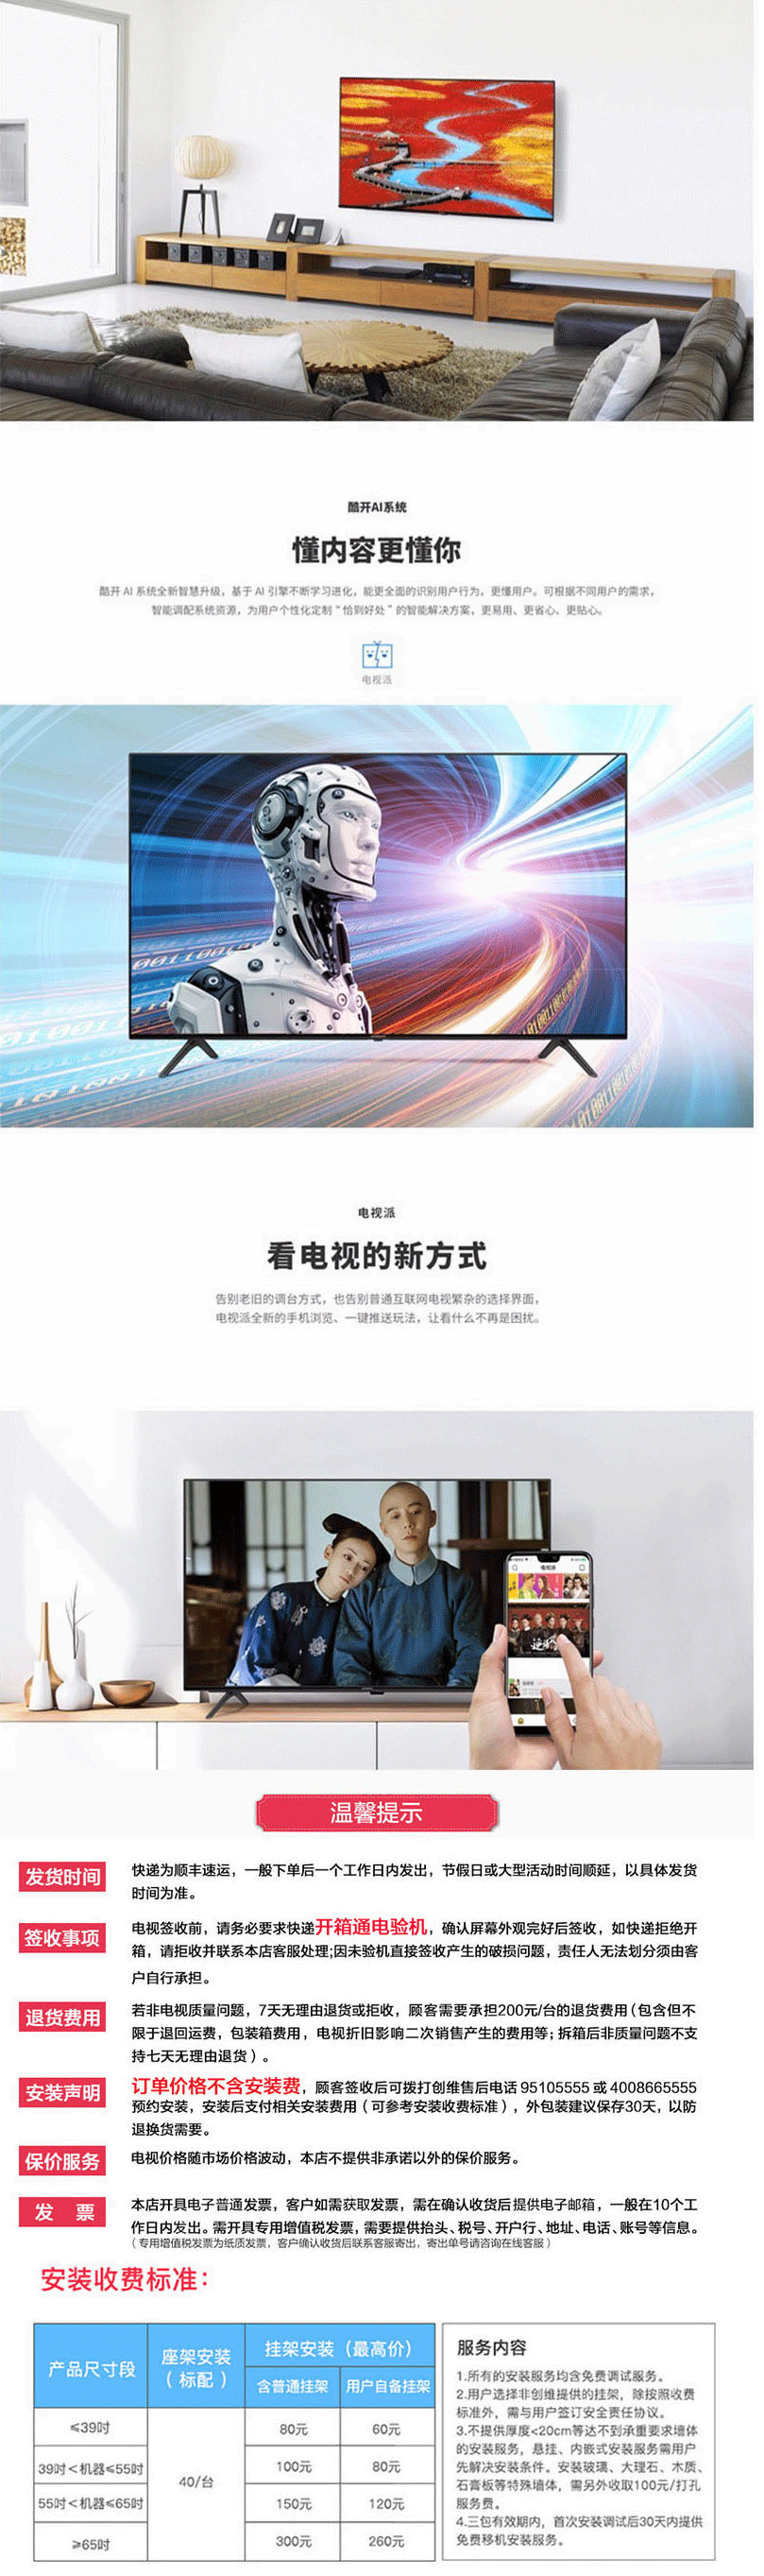 酷开AI系统
懂内容更懂你
酷开 AI 系统全新智慧升级，基于 AI 引擎不断学习进化，能更全面的识别用户行为，更懂用户。可根据不同用户的需求，
智能调配系统资源，为用户个性化定制“恰到好处”的智能解决方案，更易用、更省心、更贴心。
电视派
电视派
看电视的新方式
告别老旧的调台方式，也告别普通互联网电视繁杂的选择界面，
电视派全新的手机浏览、一键推送玩法，让看什么不再是困扰。
温馨提示
发货时间
快递为顺丰速运，一般下单后一个工作日内发出，节假日或大型活动时间顺延，以具体发货
时间为准。
签收事项
电视签收前，请务必要求快递开箱通电验机，确认屏幕外观完好后签收，如快递拒绝开
箱，请拒收并联系本店客服处理;因未验机直接签收产生的破损问题，责任人无法划分须由客
户自行承担。
退货费用
若非电视质量问题，7天无理由退货或拒收，顾客需要承担200元/台的退货费用（包含但不
限于退回运费，包装箱费用，电视折旧影响二次销售产生的费用等；拆箱后非质量问题不支
持七天无理由退货）。
安装声明
订单价格不含安装费，顾客签收后可拨打创维售后电话 95105555 或 4008665555
预约安装，安装后支付相关安装费用（可参考安装收费标准），外包装建议保存30天，以防
退换货需要。
保价服务
电视价格随市场价格波动，本店不提供非承诺以外的保价服务。
发 票
本店开具电子普通发票，客户如需获取发票，需在确认收货后提供电子邮箱，一般在10个工
作日内发出。需开具专用增值税发票，需要提供抬头、税号、开户行、地址、电话、账号等信息。
（专用增值税发票为纸质发票，客户确认收货后联系客服寄出，寄出单号请咨询在线客服）
安装收费标准：
产品尺寸段
座架安装
（标配）
挂架安装（最高价）
含普通挂架
用户自备挂架
≤39吋
80元
60元
39吋＜机器≤55吋
40/台
100元
80元
55吋＜机器≤65吋
150元
120元
≥65吋
300元
260元
服务内容
1.所有的安装服务均含免费调试服务。
2.用户选择非创维提供的挂架，除按照收费
标准外，需与用户签订安全责任协议。
3.不提供厚度<20cm等达不到承重要求墙体
的安装服务，悬挂、内嵌式安装服务需用户
先解决安装条件。安装玻璃、大理石、木质、
石膏板等特殊墙体，需另外收取100元/打孔
服务费。
4.三包有效期内，首次安装调试后30天内提供
免费移机安装服务。